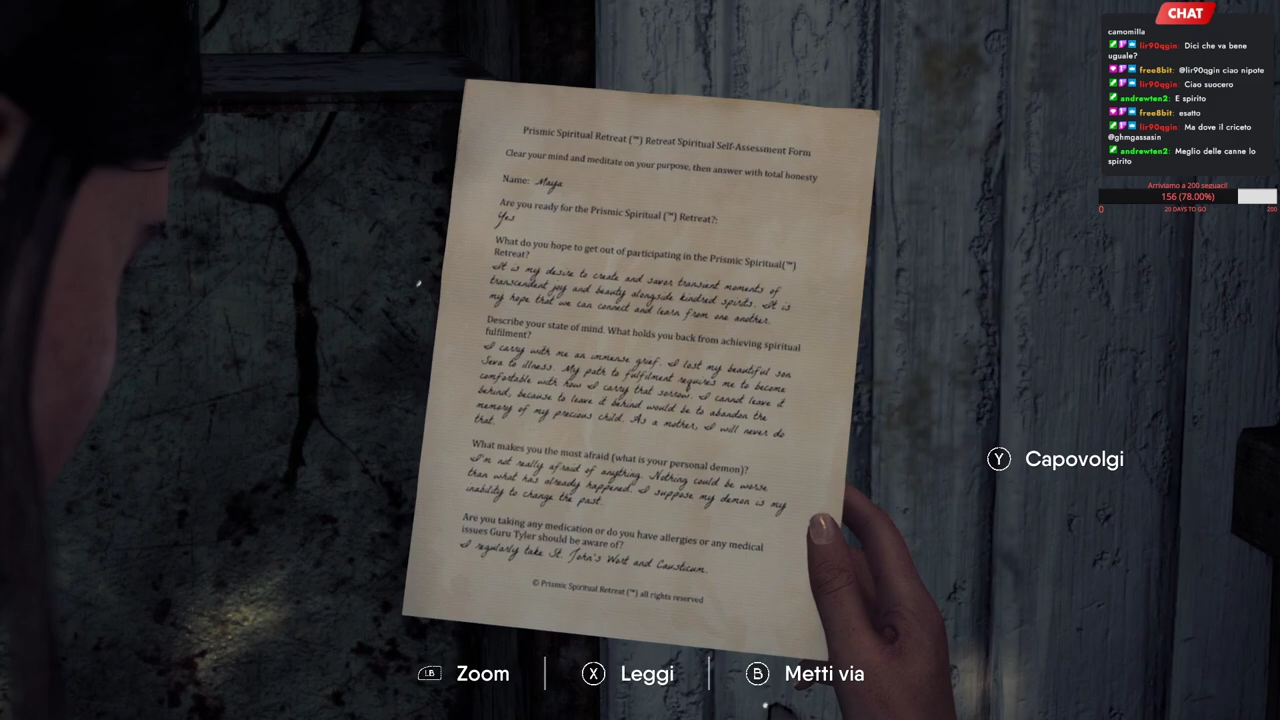 Prismic Spiritual Retreat (™) Retreat Spiritual Self-Assessment Form
Clear your mind and meditate on your purpose, then answer with total honesty
Name: Maya
Are you ready for the Prismic Spiritual (™) Retreat?:
Yes
What do you hope to get out of participating in the Prismic Spiritual(™)
Retreat?
It is my desire to create and savor transient moments of
transcendent joy and beauty alongside kindred spirits. It is
my hope that we can connect and learn from one another.
Describe your state of mind. What holds you back from achieving spiritual
fulfilment?
I carry with me an immense grief. I lost my beautiful son
Seva to illness. My path to fulfilment requires me to become
comfortable with how I carry that sorrow. I cannot leave it
behind, because to leave it behind would be to abandon the
memory of my precious child. As a mother, I will never do
that.
What makes you the most afraid (what is your personal demon)?
I'm not really afraid of anything. Nothing could be worse
than what has already happened. I suppose my demon is my
inability to change the past.
Are you taking any medication or do you have allergies or any medical
issues Guru Tyler should be aware of?
I regularly take St. John's Wort and Causticum.
© Prismic Spiritual Retreat (™) all rights reserved
Y Capovolgi
LB Zoom
X Leggi
B Metti via
CHAT
camomilla
lir90qgin: Dici che va bene
uguale?
free8bit: @lir90qgin ciao nipote
lir90qgin: Ciao suocero
andrewten2: E spirito
free8bit: esatto
lir90qgin: Ma dove il criceto
@ghmgassasin
andrewten2: Meglio delle canne lo
spirito
Arriviamo a 200 seguaci!
156 (78.00%)
0 20 DAYS TO GO 200